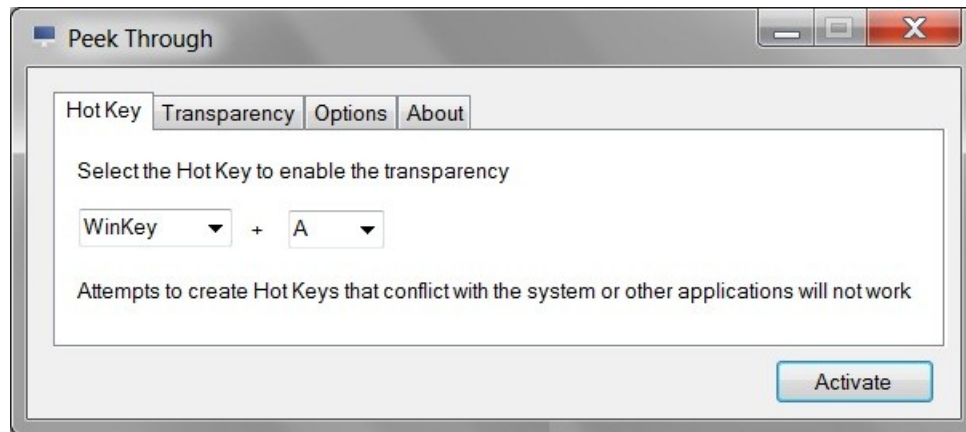 Peek Through
Hot Key Transparency Options About
Select the Hot Key to enable the transparency
WinKey + A
Attempts to create Hot Keys that conflict with the system or other applications will not work
Activate